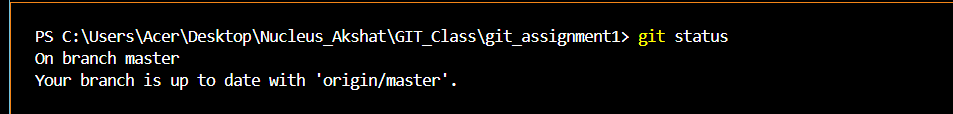 PS C:\Users\Acer\Desktop\Nucleus_Akshat\GIT_Class\git_assignment1> git status
On branch master
Your branch is up to date with 'origin/master'.